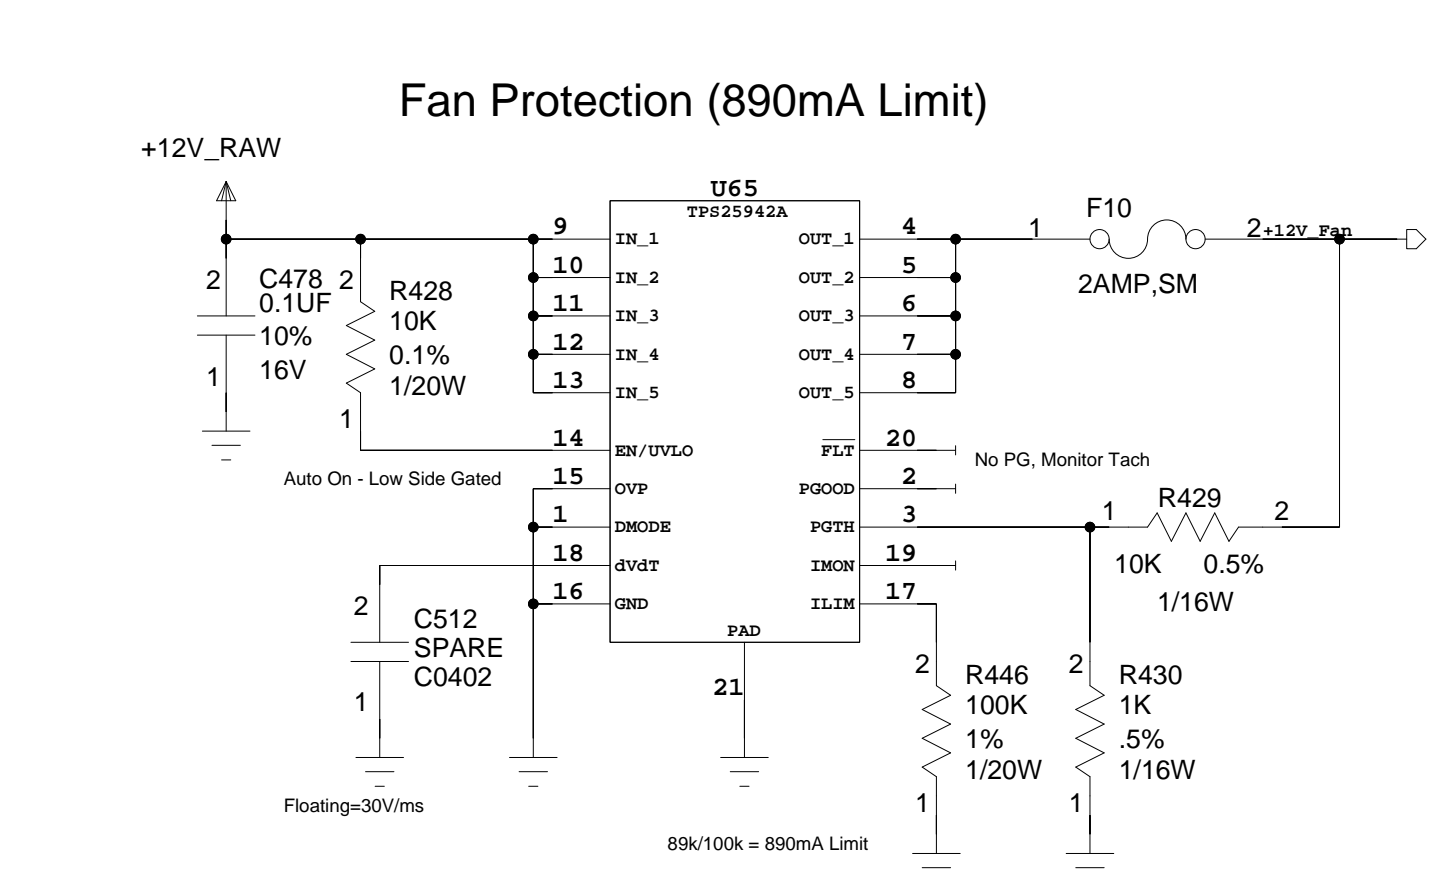 Fan Protection (890mA Limit)
+12V_RAW
U65
TPS25942A
9 IN_1
10 IN_2
11 IN_3
12 IN_4
13 IN_5
14 EN/UVLO
15 OVP
1 DMODE
18 dVdT
16 GND
OUT_1 4
OUT_2 5
OUT_3 6
OUT_4 7
OUT_5 8
FLT 20
PGOOD 2
PGTH 3
IMON 19
ILIM 17
PAD
21
2
C478
0.1UF
10%
16V
1
2
R428
10K
0.1%
1/20W
1
Auto On - Low Side Gated
2
C512
SPARE
C0402
1
Floating=30V/ms
F10
1
2
+12V_Fan
2AMP,SM
No PG, Monitor Tach
R429
1
2
10K 0.5%
1/16W
2
R446
100K
1%
1/20W
1
2
R430
1K
.5%
1/16W
1
89k/100k = 890mA Limit